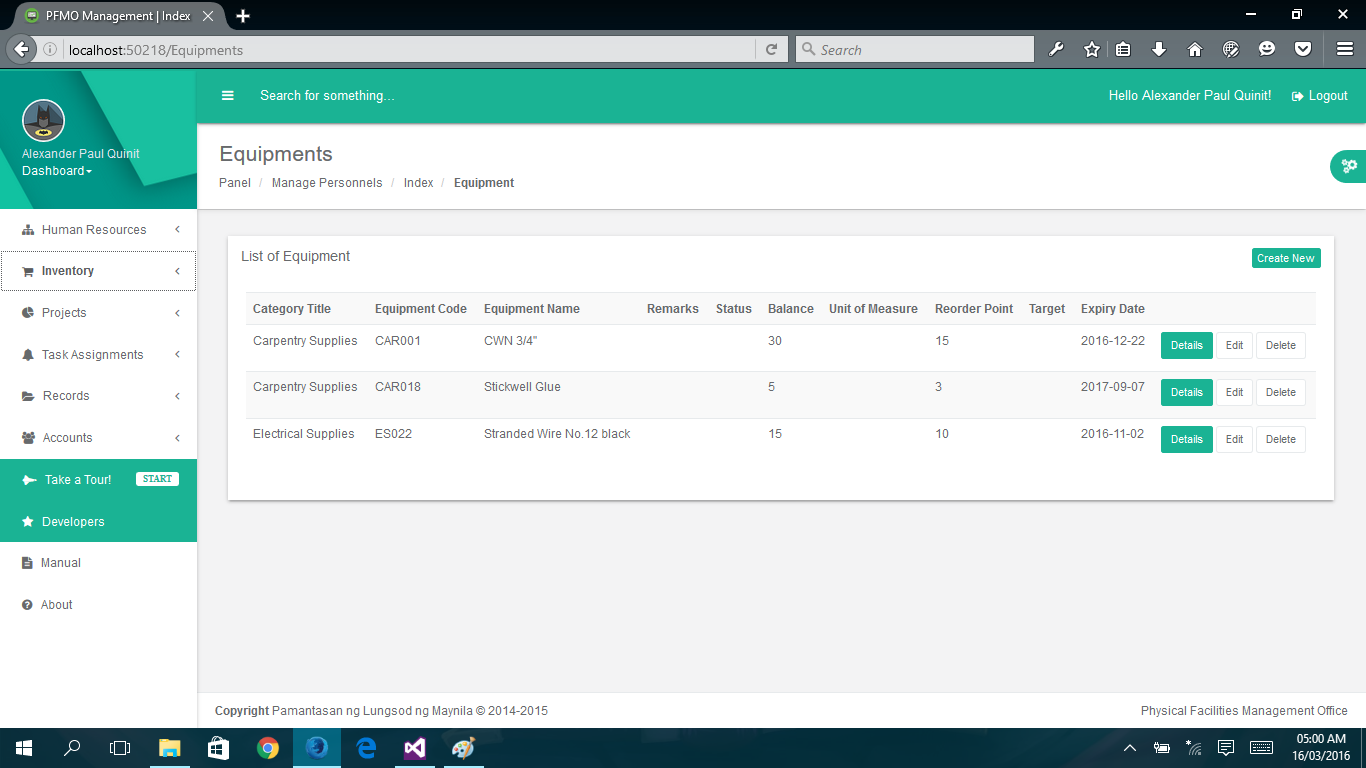 PFMO Management | Index
localhost:50218/Equipments
Search
Alexander Paul Quinit
Dashboard
Search for something...
Hello Alexander Paul Quinit!
Logout
Equipments
Panel / Manage Personnels / Index / Equipment
Human Resources
Inventory
Projects
Task Assignments
Records
Accounts
Take a Tour! START
Developers
Manual
About
List of Equipment
Create New
Category Title Equipment Code Equipment Name Remarks Status Balance Unit of Measure Reorder Point Target Expiry Date
Carpentry Supplies CAR001 CWN 3/4" 30 15 2016-12-22 Details Edit Delete
Carpentry Supplies CAR018 Stickwell Glue 5 3 2017-09-07 Details Edit Delete
Electrical Supplies ES022 Stranded Wire No.12 black 15 10 2016-11-02 Details Edit Delete
Copyright Pamantasan ng Lungsod ng Maynila © 2014-2015
Physical Facilities Management Office
05:00 AM
16/03/2016